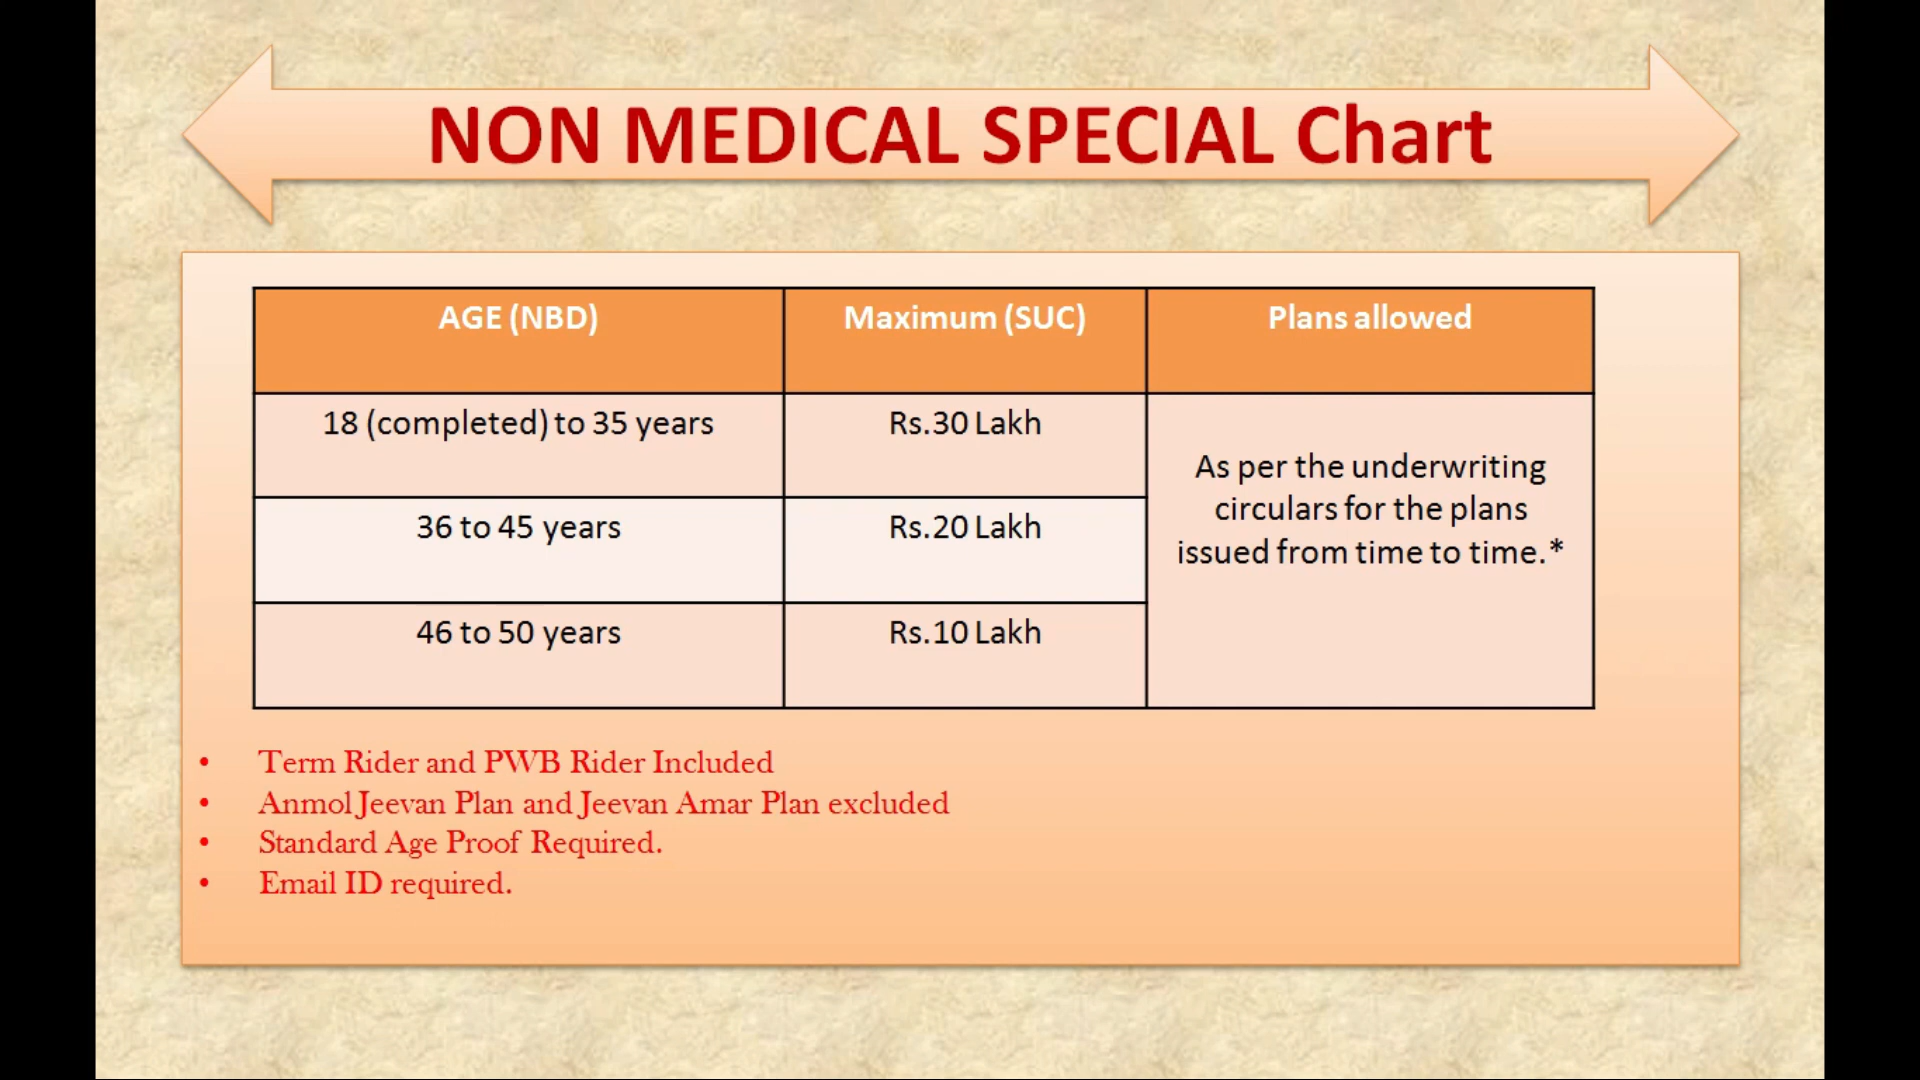 NON MEDICAL SPECIAL Chart
AGE (NBD)
Maximum (SUC)
Plans allowed
18 (completed) to 35 years
Rs.30 Lakh
As per the underwriting
circulars for the plans
issued from time to time.*
36 to 45 years
Rs.20 Lakh
46 to 50 years
Rs.10 Lakh
• Term Rider and PWB Rider Included
• Anmol Jeevan Plan and Jeevan Amar Plan excluded
• Standard Age Proof Required.
• Email ID required.